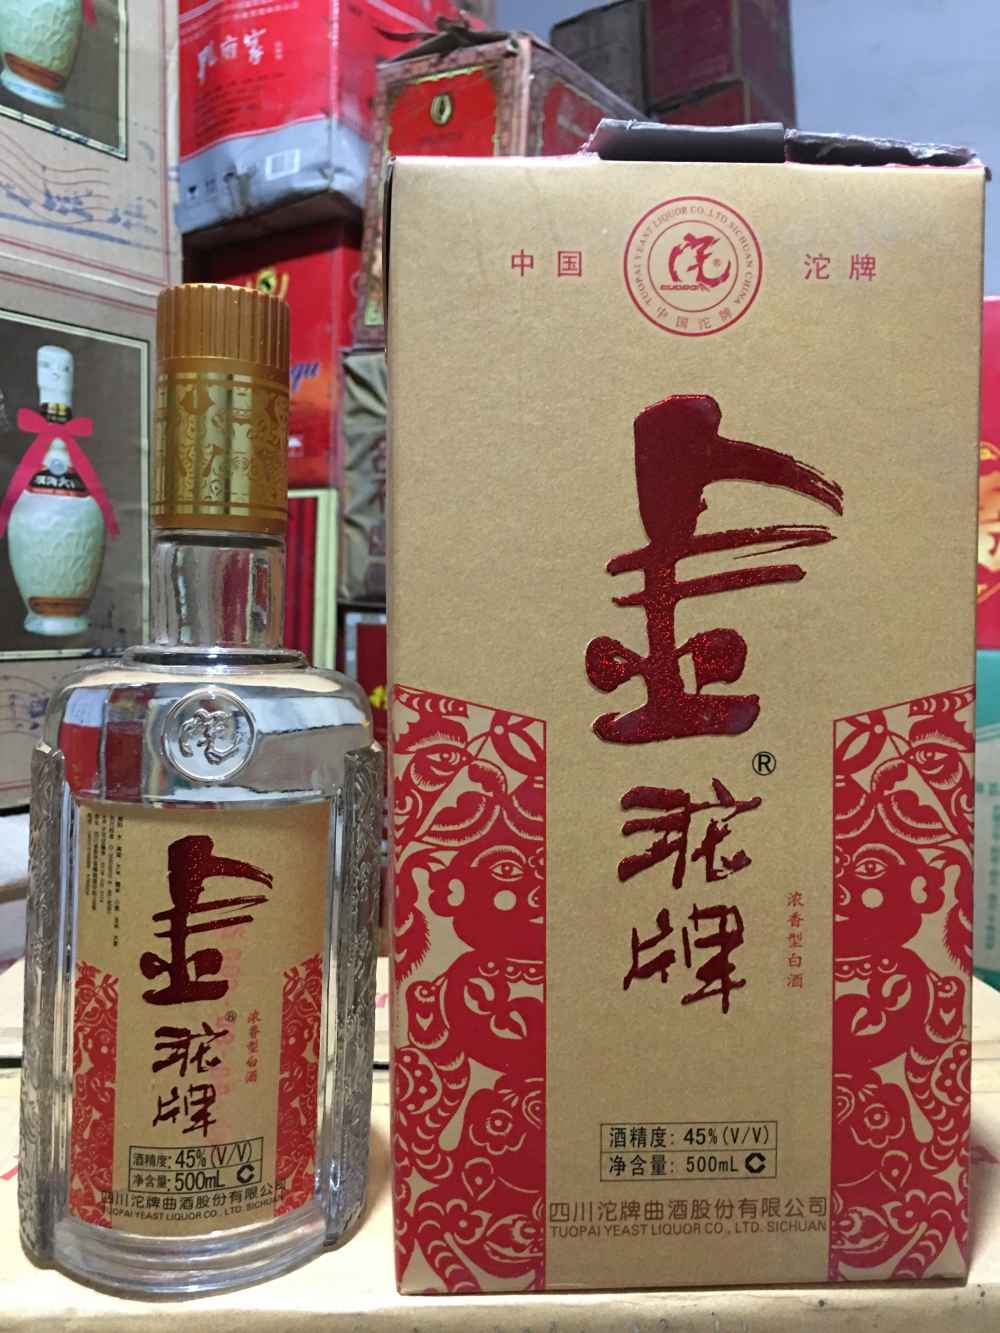 孔府家
中国
沱牌
TUOPAI YEAST LIQUOR CO.,LTD SICHUAN CHINA
中国沱牌
金
沱
牌
®
浓香型白酒
酒精度: 45%(V/V)
净含量: 500mL C
四川沱牌曲酒股份有限公司
TUOPAI YEAST LIQUOR CO., LTD. SICHUAN
金
沱
牌
®
浓香型白酒
酒精度: 45%(V/V)
净含量: 500mL C
四川沱牌曲酒股份有限公司
TUOPAI YEAST LIQUOR CO., LTD. SICHUAN